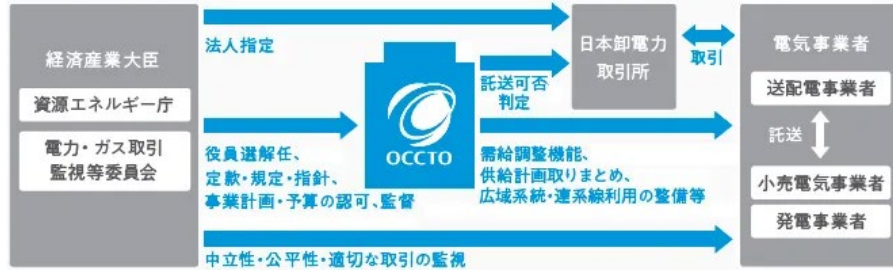 経済産業大臣
資源エネルギー庁
電力・ガス取引
監視等委員会
法人指定
役員選解任、
定款・規定・指針、
事業計画・予算の認可、監督
OCCTO
託送可否
判定
日本卸電力
取引所
取引
需給調整機能、
供給計画取りまとめ、
広域系統・連系線利用の整備等
中立性・公平性・適切な取引の監視
電気事業者
送配電事業者
託送
小売電気事業者
発電事業者